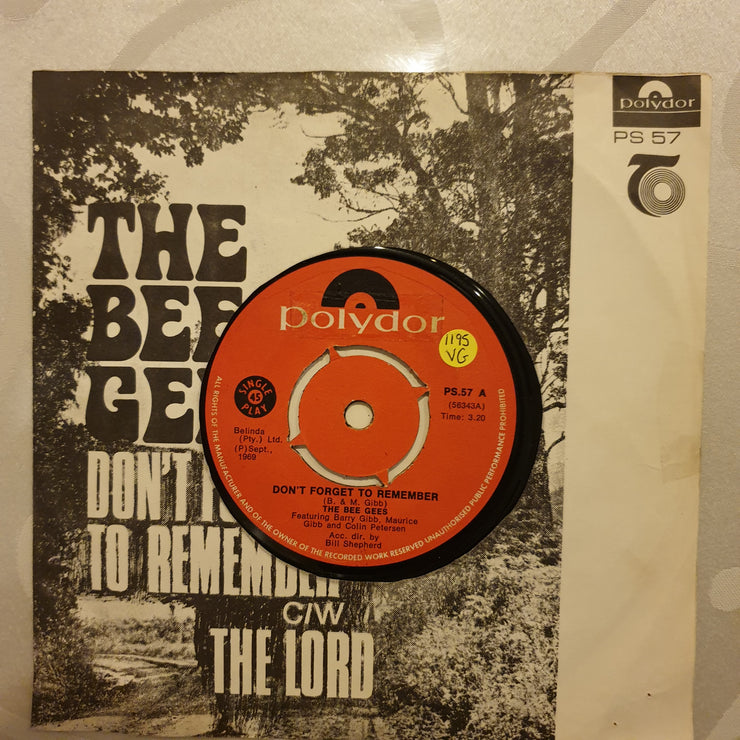 polydor
PS 57
THE
BEE
GE
DON'T FO
TO REMEMBER
C/W
THE LORD
polydor
1195
VG
SINGLE
45
PLAY
PS.57 A
(56343A)
Time: 3.20
Belinda
(Pty.) Ltd.
(P)Sept.,
1969
DON'T FORGET TO REMEMBER
(B. & M. Gibb)
THE BEE GEES
Featuring Barry Gibb, Maurice
Gibb and Colin Petersen
Acc. dir. by
Bill Shepherd
ALL RIGHTS OF THE MANUFACTURER AND OF THE OWNER OF THE RECORDED WORK RESERVED UNAUTHORISED PUBLIC PERFORMANCE PROHIBITED